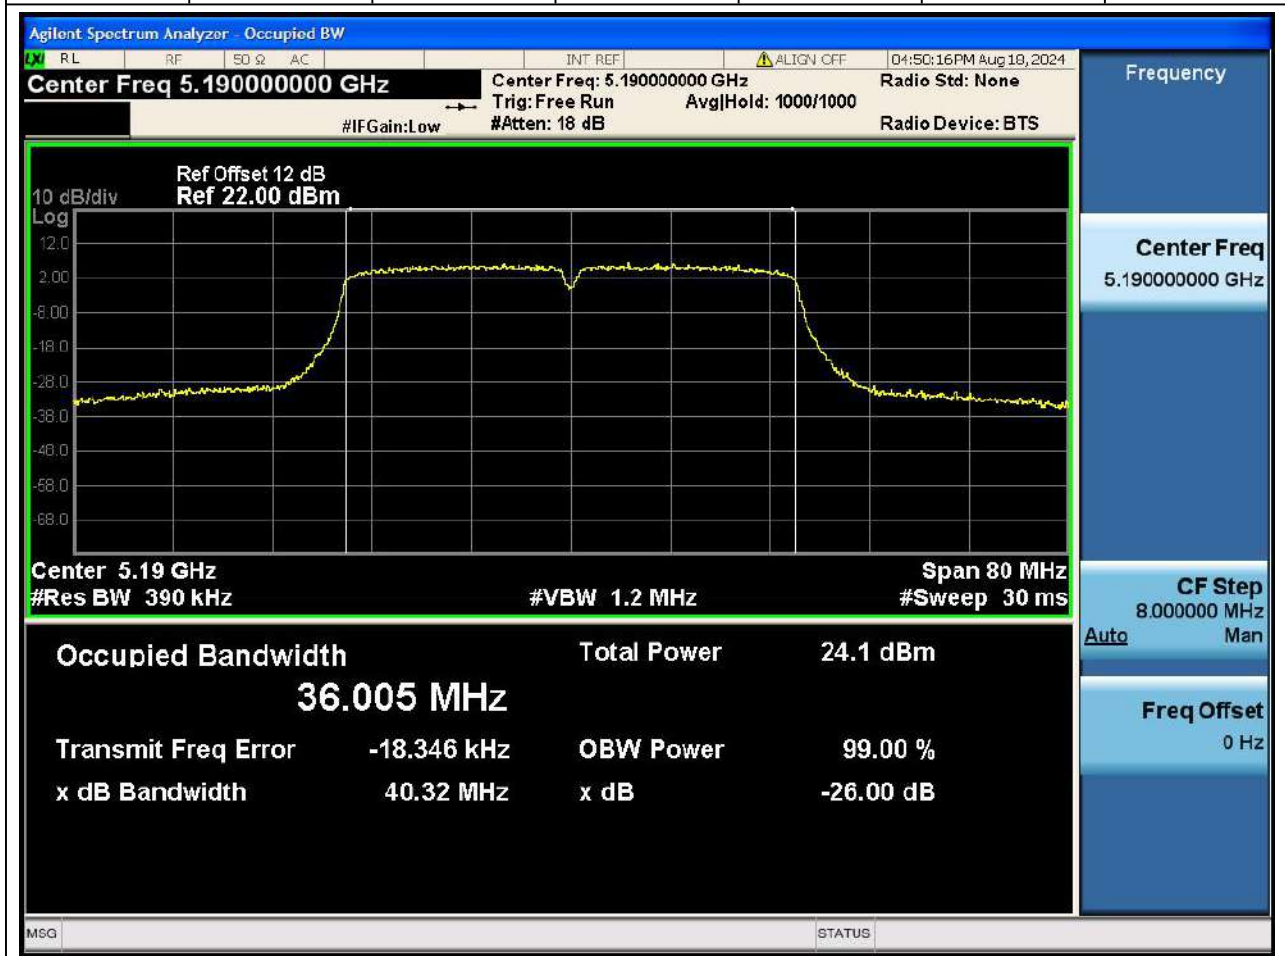 Agilent Spectrum Analyzer - Occupied BW
LXI RL RF 50 Ω AC INT REF ALIGN OFF 04:50:16PM Aug 18, 2024
Center Freq 5.190000000 GHz
Center Freq: 5.190000000 GHz
Radio Std: None
Trig: Free Run
Avg|Hold: 1000/1000
#IFGain:Low
#Atten: 18 dB
Radio Device: BTS
Ref Offset 12 dB
10 dB/div Ref 22.00 dBm
Log
12.0
2.00
-8.00
-18.0
-28.0
-38.0
-48.0
-58.0
-68.0
Center 5.19 GHz Span 80 MHz
#Res BW 390 kHz #VBW 1.2 MHz #Sweep 30 ms
Occupied Bandwidth Total Power 24.1 dBm
36.005 MHz
Transmit Freq Error -18.346 kHz OBW Power 99.00 %
x dB Bandwidth 40.32 MHz x dB -26.00 dB
MSG STATUS
Frequency
Center Freq
5.190000000 GHz
CF Step
8.000000 MHz
Auto Man
Freq Offset
0 Hz